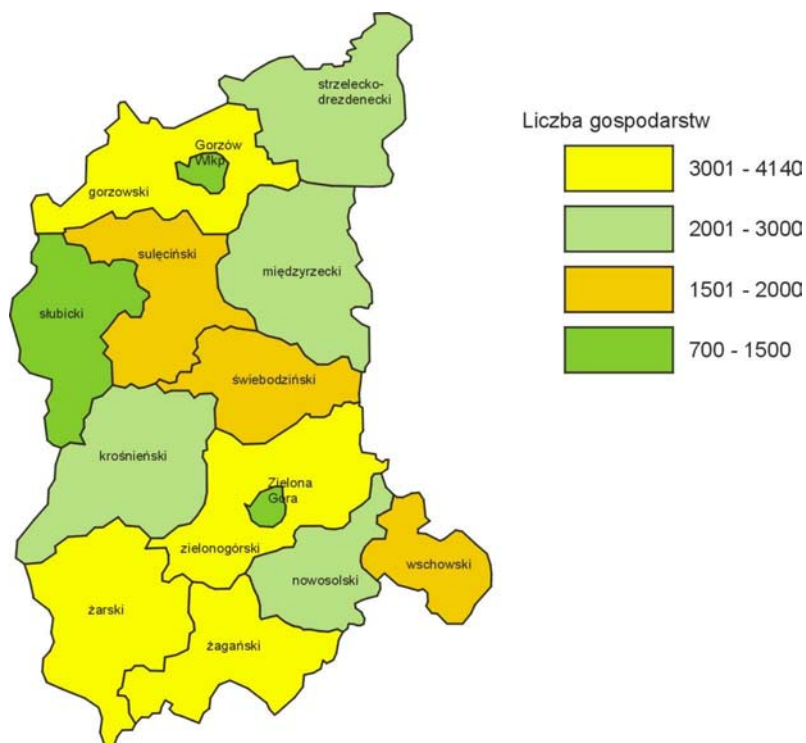 strzelecko-
drezdenecki
Liczba gospodarstw
Gorzów
Wlkp
3001 - 4140
gorzowski
2001 - 3000
sulęciński
międzyrzecki
1501 - 2000
słubicki
700 - 1500
świebodziński
krośnieński
Zielona
Góra
zielonogórski
wschowski
nowosolski
żarski
żagański